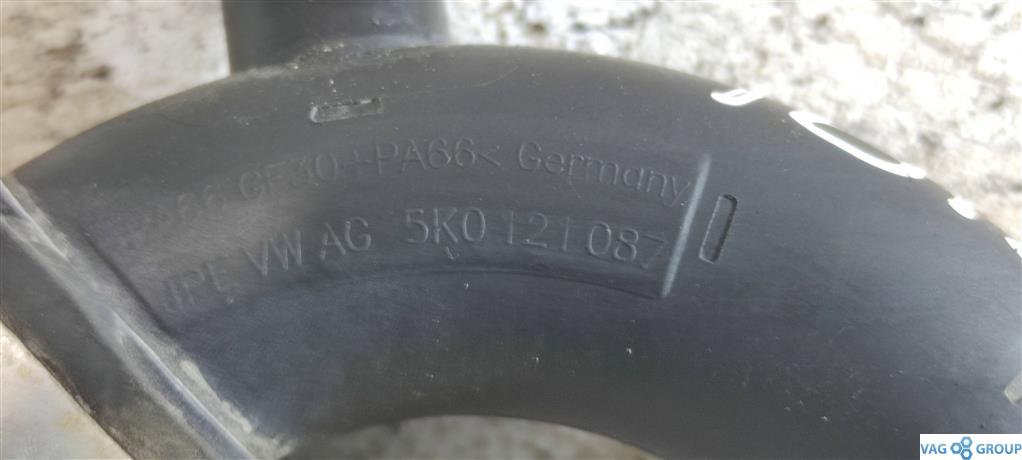 GF30+PA66< Germany
VW AG 5K0 121 087
VAG GROUP